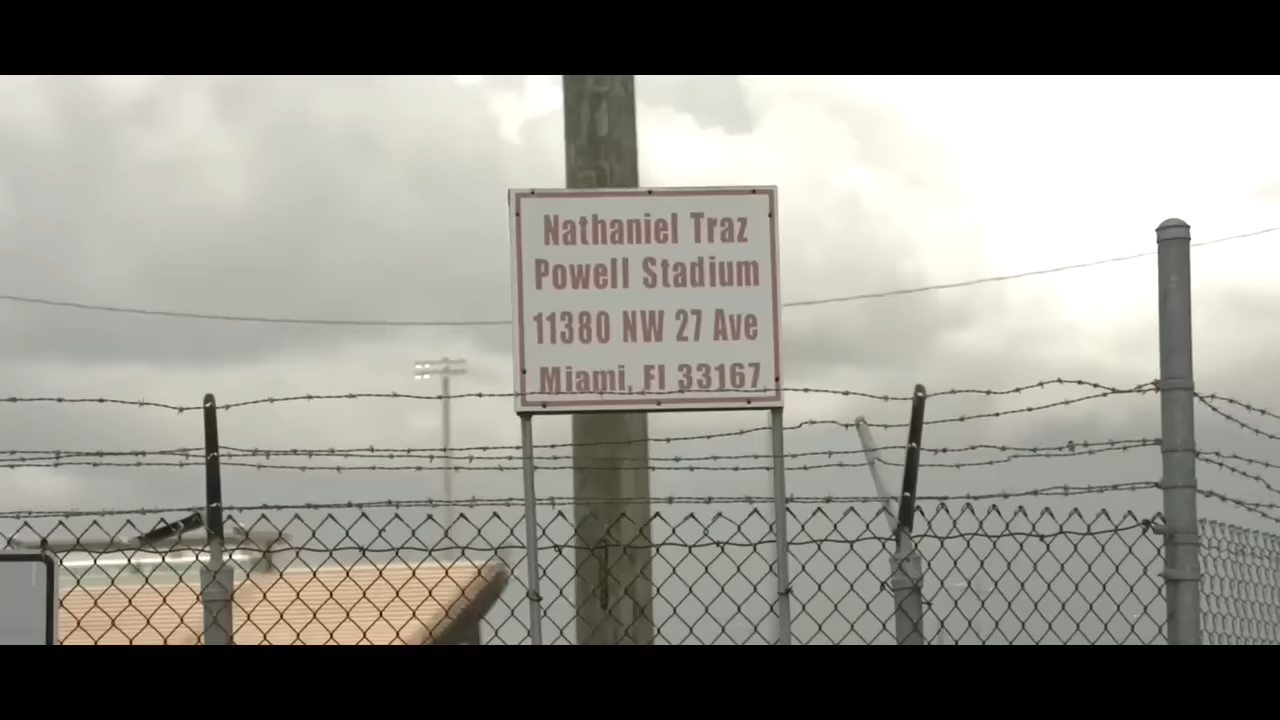 Nathaniel Traz
Powell Stadium
11380 NW 27 Ave
Miami, Fl 33167